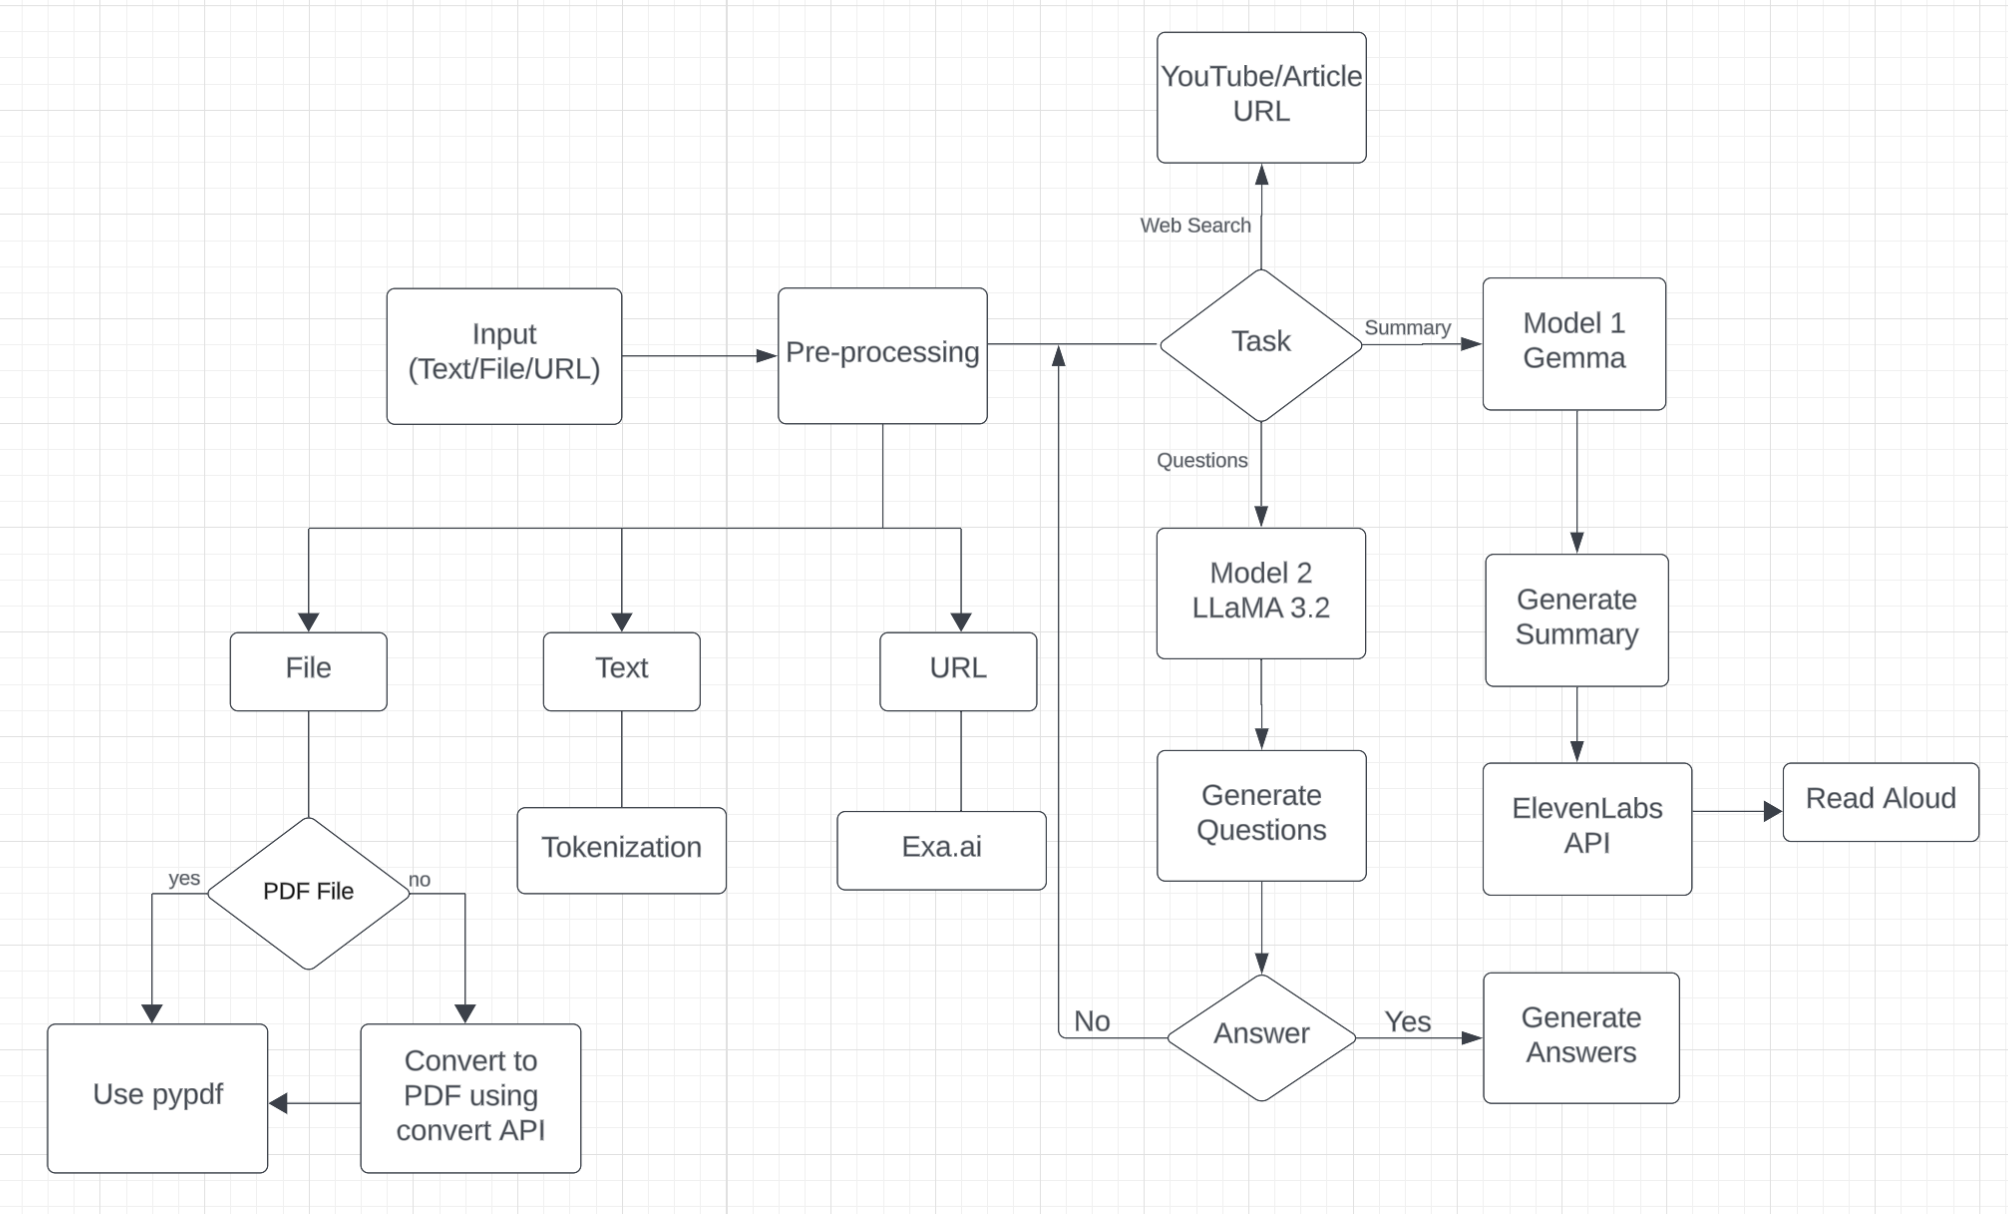 YouTube/Article
URL
Web Search
Input
(Text/File/URL)
Pre-processing
Task
Summary
Model 1
Gemma
Questions
Model 2
LLaMA 3.2
Generate
Summary
File
Text
URL
Generate
Questions
ElevenLabs
API
Read Aloud
Tokenization
Exa.ai
yes
PDF File
no
No
Answer
Yes
Generate
Answers
Use pypdf
Convert to
PDF using
convert API